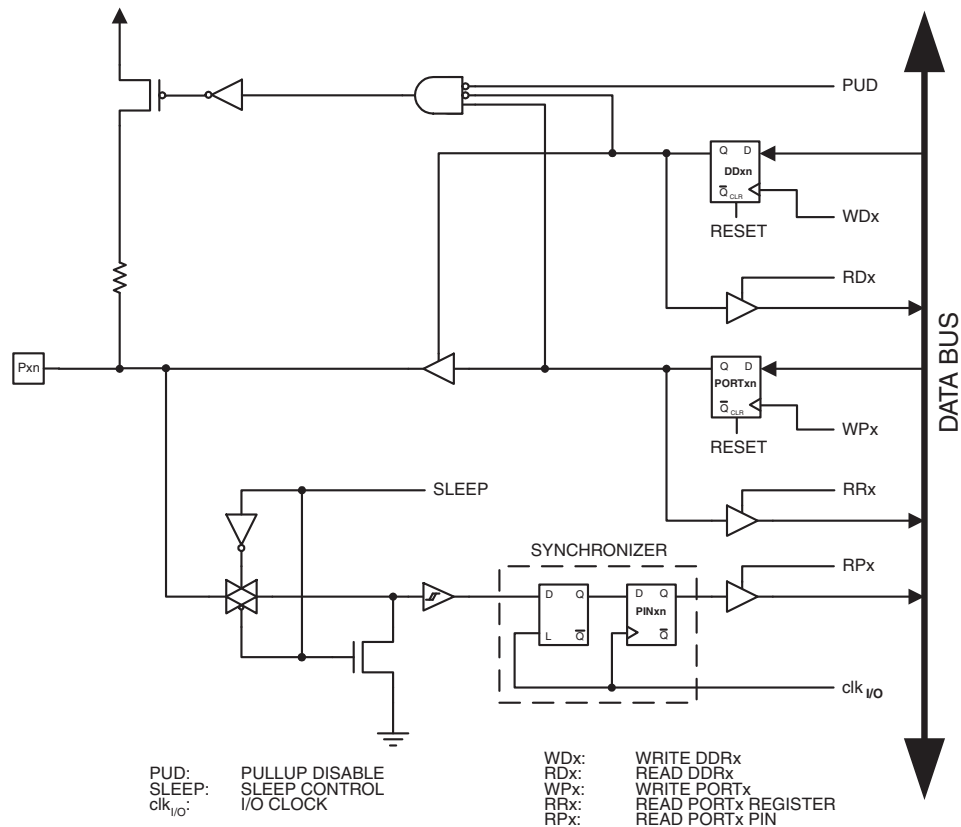 PUD
Q D
DDxn
Q CLR
WDx
RESET
RDx
Pxn
Q D
PORTxn
Q CLR
WPx
RESET
DATA BUS
SLEEP
RRx
SYNCHRONIZER
RPx
D Q
L Q
D Q
PINxn
Q
clk I/O
PUD: PULLUP DISABLE
SLEEP: SLEEP CONTROL
clk I/O: I/O CLOCK
WDx: WRITE DDRx
RDx: READ DDRx
WPx: WRITE PORTx
RRx: READ PORTx REGISTER
RPx: READ PORTx PIN